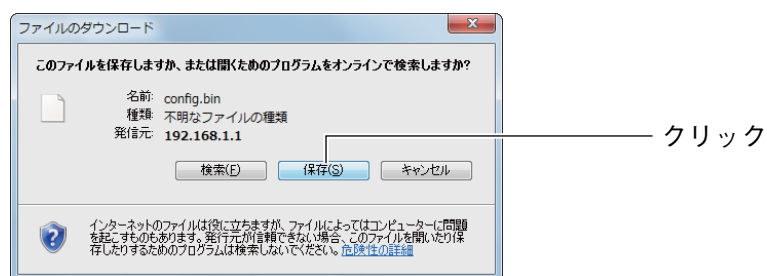 ファイルのダウンロード
このファイルを保存しますか、または開くためのプログラムをオンラインで検索しますか?
名前: config.bin
種類: 不明なファイルの種類
発信元: 192.168.1.1
検索(F) 保存(S) キャンセル
クリック
インターネットのファイルは役に立ちますが、ファイルによってはコンピューターに問題
を起こすものもあります。発行元が信頼できない場合、このファイルを開いたり保
存したりするためのプログラムは検索しないでください。危険性の詳細